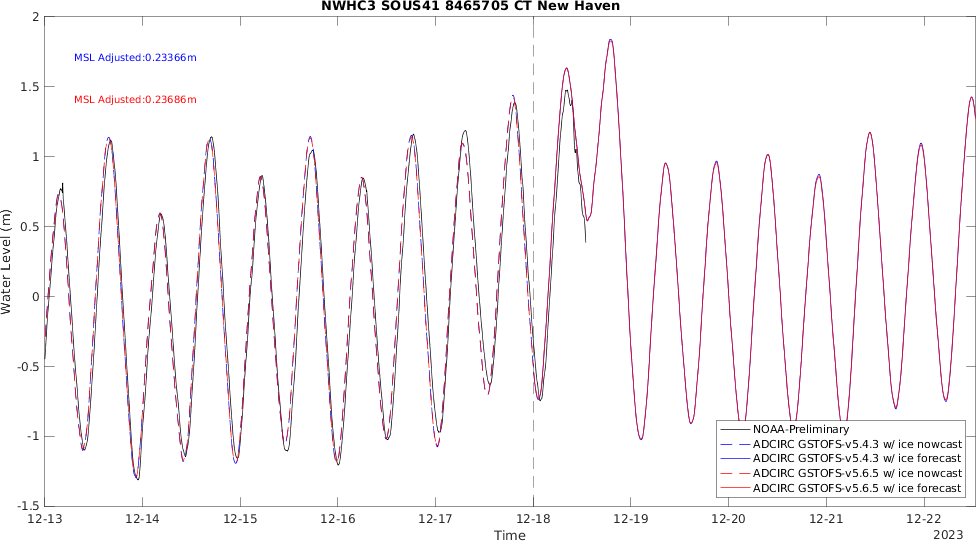 NWHC3 SOUS41 8465705 CT New Haven
2
MSL Adjusted:0.23366m
1.5
MSL Adjusted:0.23686m
1
0.5
0
-0.5
-1
-1.5
Water Level (m)
NOAA-Preliminary
ADCIRC GSTOFS-v5.4.3 w/ ice nowcast
ADCIRC GSTOFS-v5.4.3 w/ ice forecast
ADCIRC GSTOFS-v5.6.5 w/ ice nowcast
ADCIRC GSTOFS-v5.6.5 w/ ice forecast
12-13 12-14 12-15 12-16 12-17 12-18 12-19 12-20 12-21 12-22
Time
2023